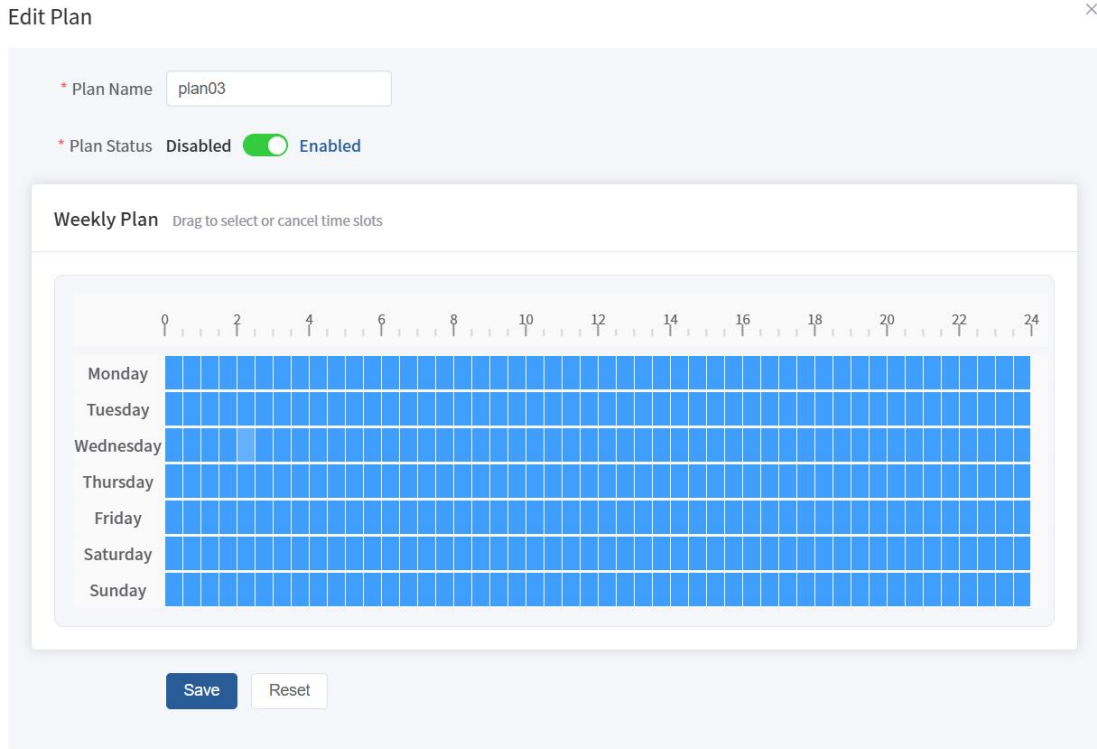 Edit Plan
* Plan Name plan03
* Plan Status Disabled Enabled
Weekly Plan Drag to select or cancel time slots
0 2 4 6 8 10 12 14 16 18 20 22 24
Monday
Tuesday
Wednesday
Thursday
Friday
Saturday
Sunday
Save Reset